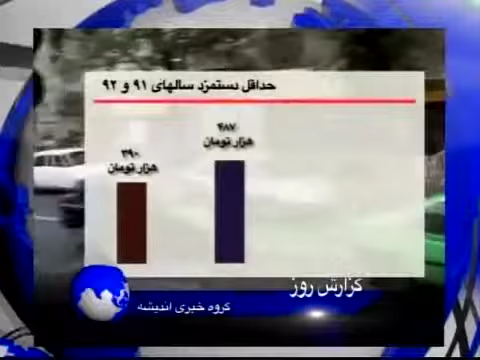 حداقل دستمزد سالهای ۹۱ و ۹۲
۴۸۷
هزار تومان
۳۹۰
هزار تومان
گزارش روز
گروه خبری اندیشه